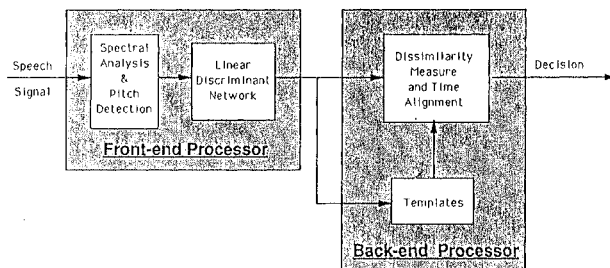 Speech
Signal
Spectral
Analysis
&
Pitch
Detection
Linear
Discriminant
Network
Front-end Processor
Dissimilarity
Measure
and Time
Alignment
Decision
Templates
Back-end Processor